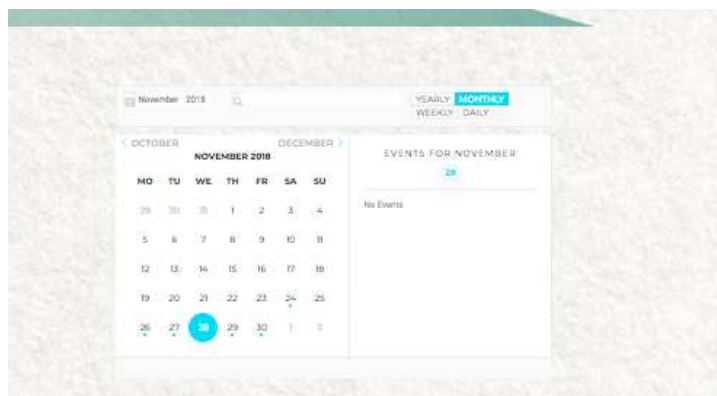 November 2018
YEARLY MONTHLY
WEEKLY DAILY
OCTOBER
DECEMBER
NOVEMBER 2018
MO TU WE TH FR SA SU
29 30 31 1 2 3 4
5 6 7 8 9 10 11
12 13 14 15 16 17 18
19 20 21 22 23 24 25
26 27 28 29 30 1 2
EVENTS FOR NOVEMBER
28
No Events